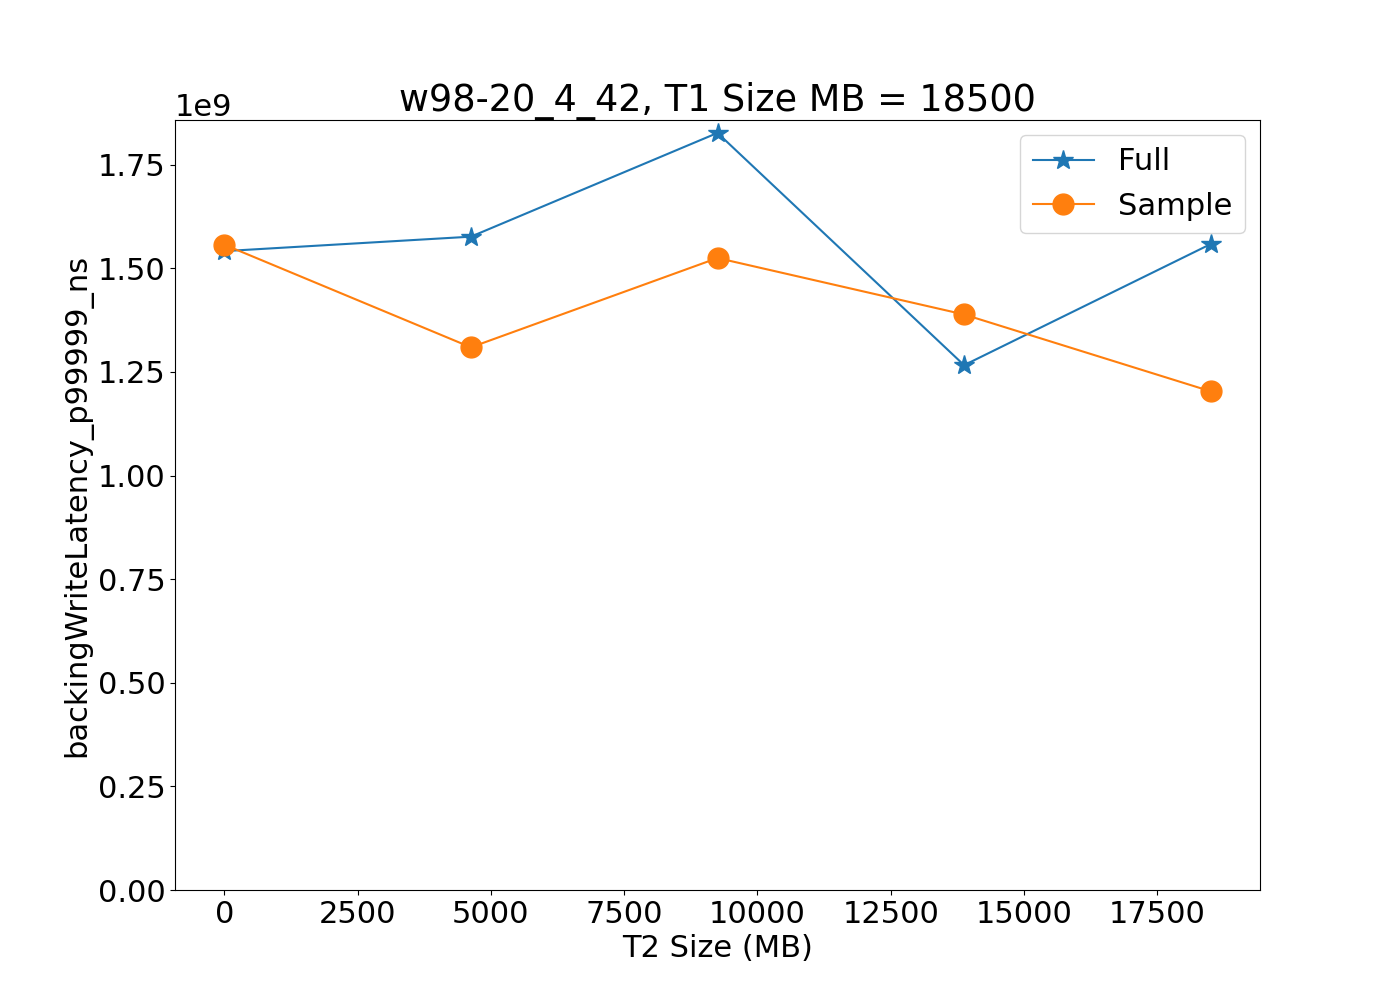 w98-20_4_42, T1 Size MB = 18500
1e9
Full
Sample
1.75
1.50
1.25
1.00
0.75
0.50
0.25
0.00
backingWriteLatency_p99999_ns
0 2500 5000 7500 10000 12500 15000 17500
T2 Size (MB)